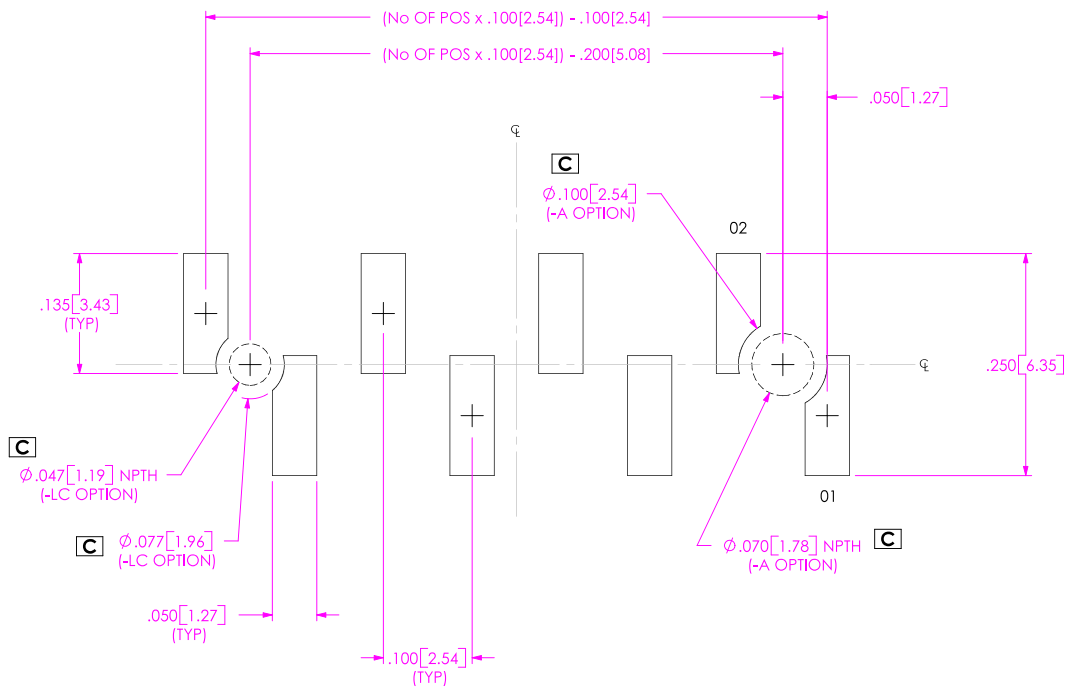 (No OF POS x .100[2.54]) - .100[2.54]
(No OF POS x .100[2.54]) - .200[5.08]
.050[1.27]
℄
C
Ø.100[2.54]
(-A OPTION)
02
.135[3.43]
(TYP)
℄
.250[6.35]
C
Ø.047[1.19] NPTH
(-LC OPTION)
01
C
Ø.077[1.96]
(-LC OPTION)
Ø.070[1.78] NPTH
(-A OPTION)
C
.050[1.27]
(TYP)
.100[2.54]
(TYP)